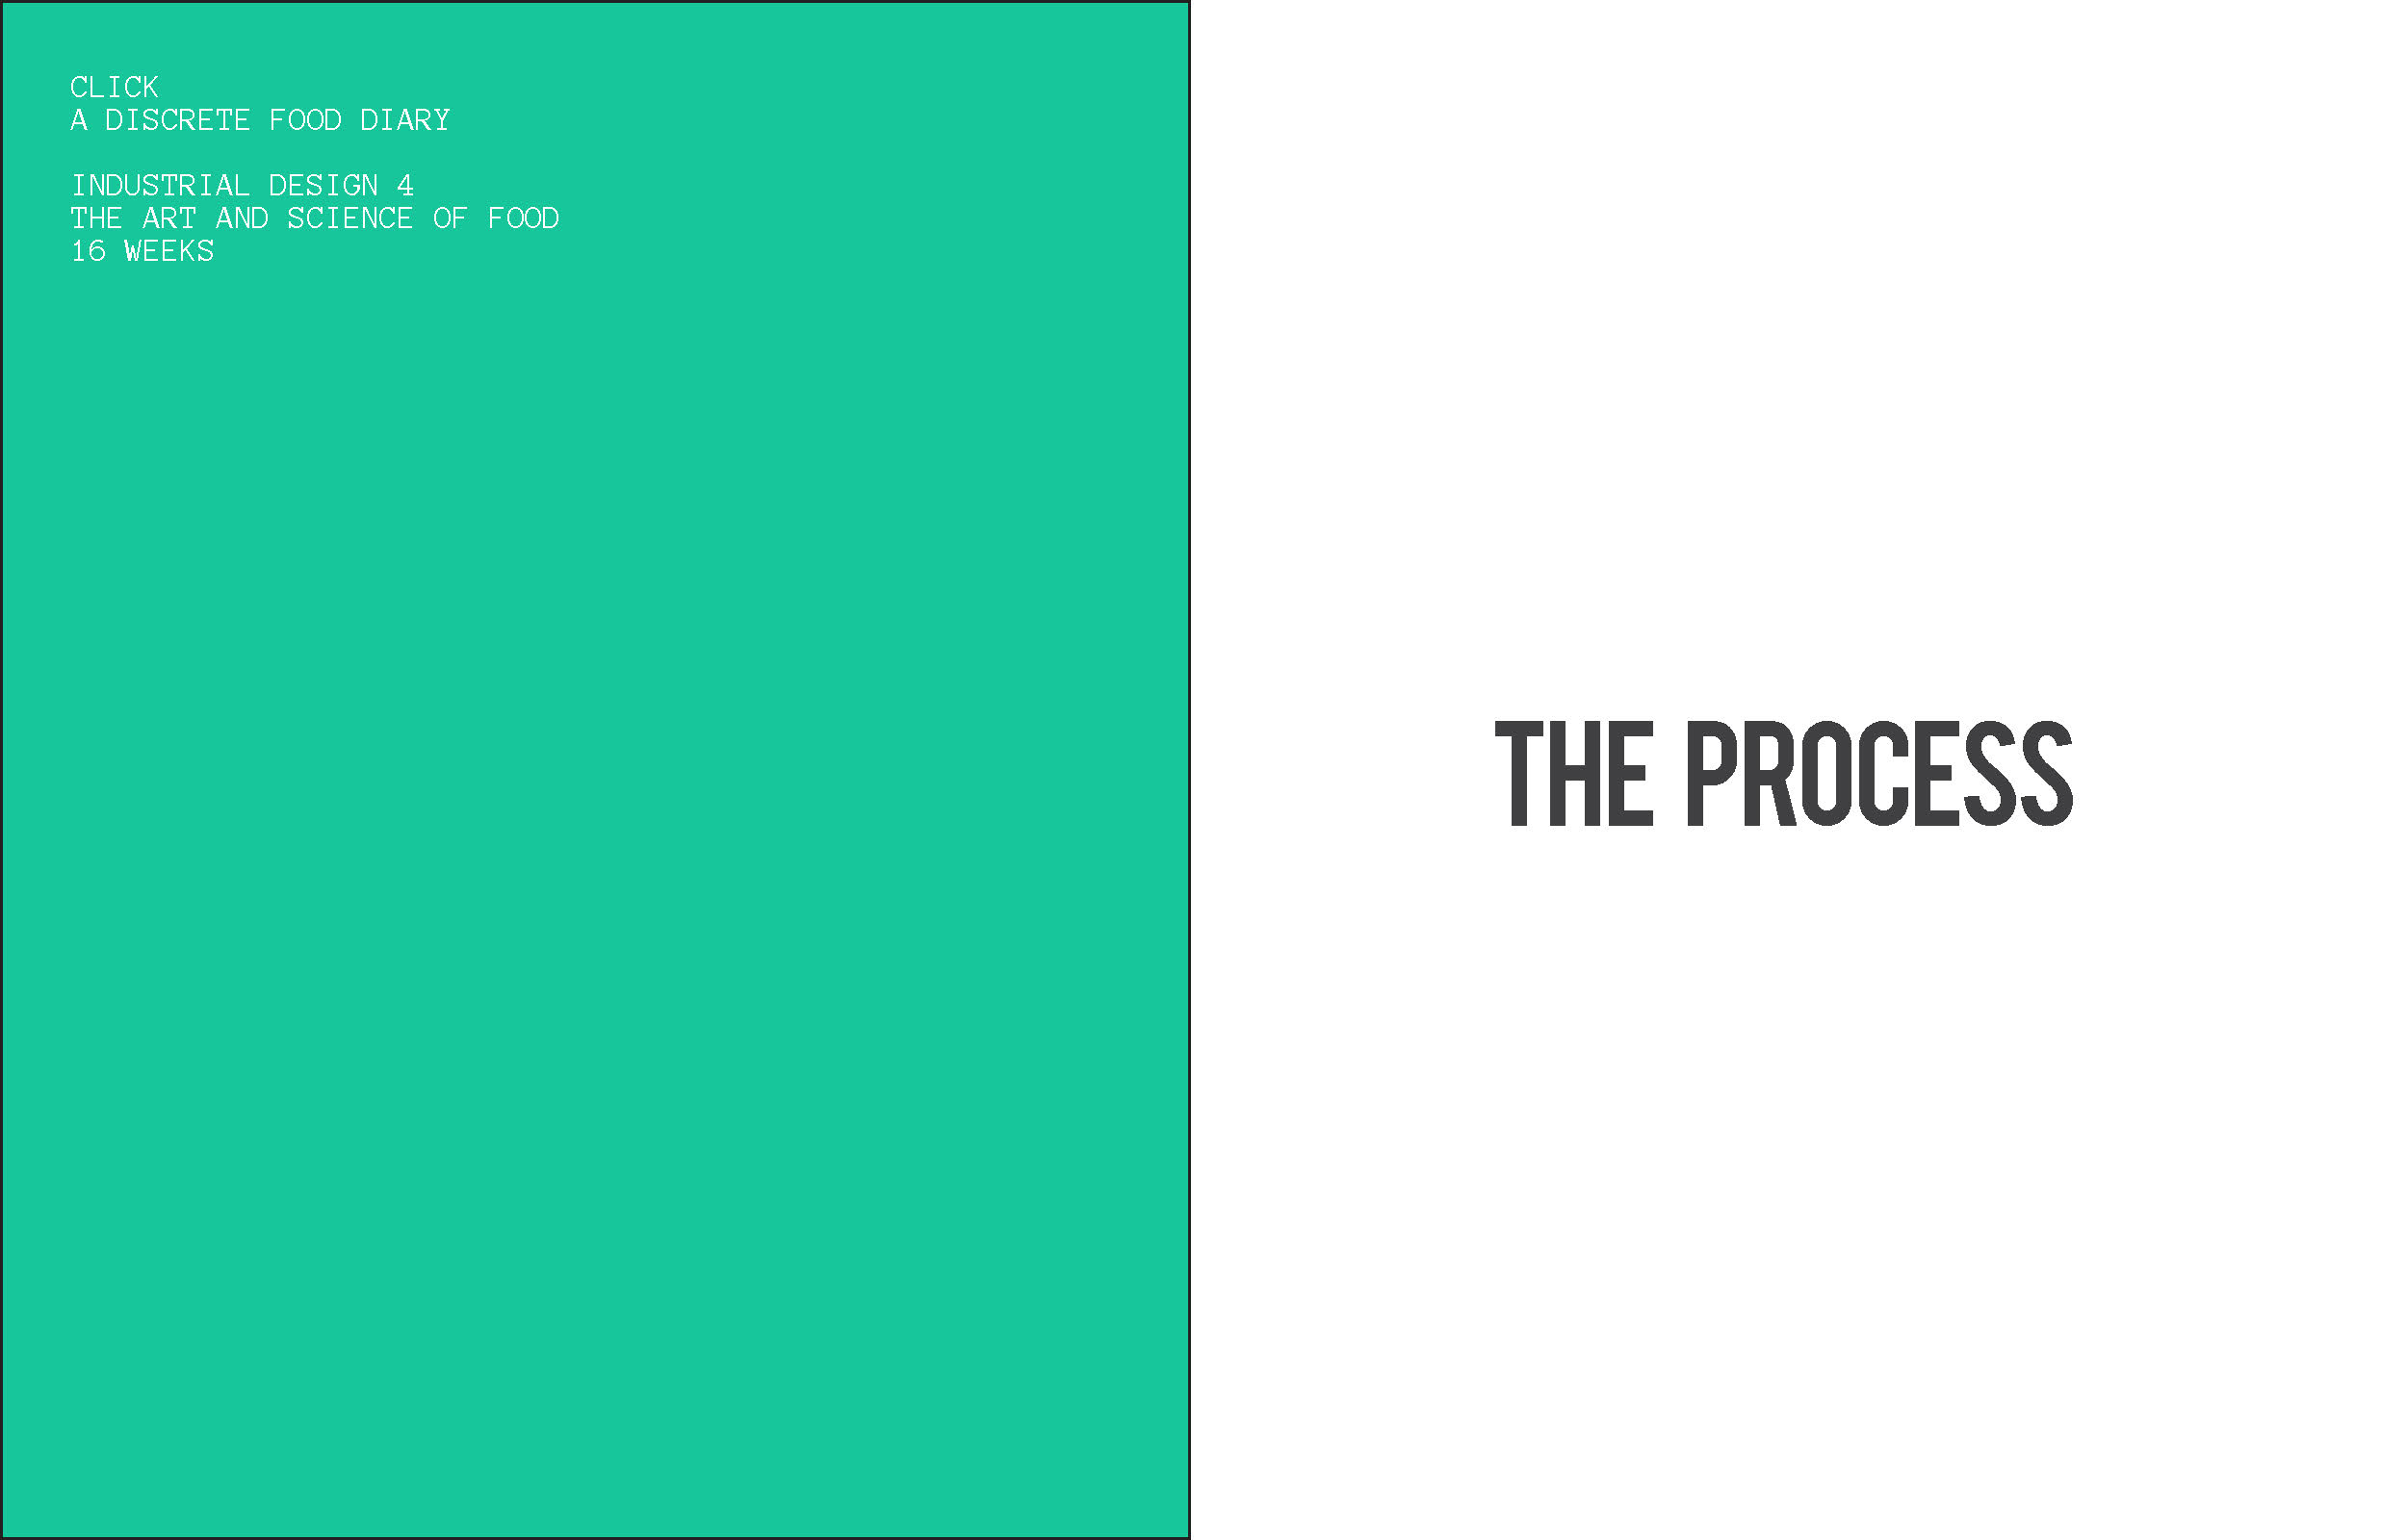 CLICK
A DISCRETE FOOD DIARY
INDUSTRIAL DESIGN 4
THE ART AND SCIENCE OF FOOD
16 WEEKS
THE PROCESS